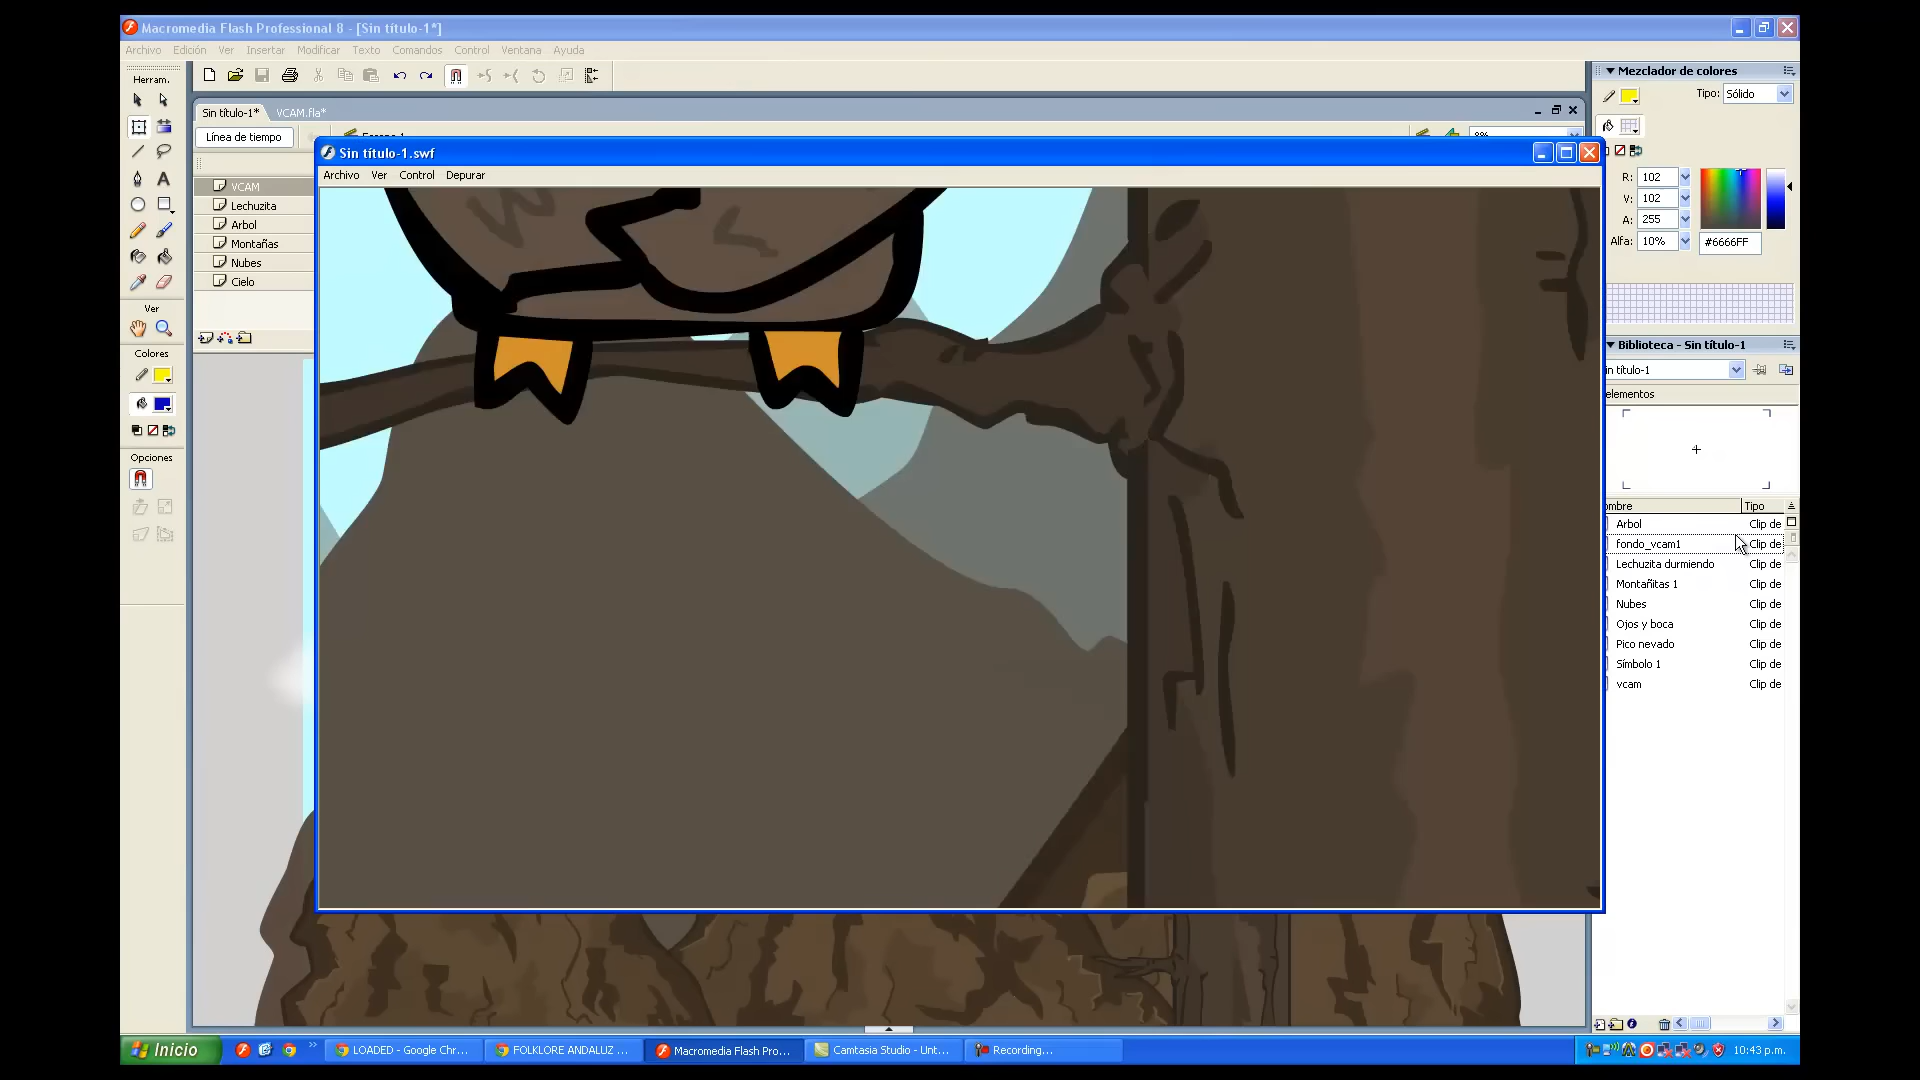 Macromedia Flash Professional 8 - [Sin título-1*]
Archivo Edición Ver Insertar Modificar Texto Comandos Control Ventana Ayuda
Herram.
Sin título-1* VCAM.fla*
Línea de tiempo
Sin título-1.swf
Archivo Ver Control Depurar
VCAM
Lechuzita
Arbol
Montañas
Nubes
Cielo
Ver
Colores
Opciones
Mezclador de colores
Tipo: Sólido
R: 102
V: 102
A: 255
Alfa: 10% #6666FF
Biblioteca - Sin título-1
in título-1
elementos
ombre Tipo
Arbol Clip de
fondo_vcam1 Clip de
Lechuzita durmiendo Clip de
Montañitas 1 Clip de
Nubes Clip de
Ojos y boca Clip de
Pico nevado Clip de
Símbolo 1 Clip de
vcam Clip de
Inicio LOADED - Google Chr... FOLKLORE ANDALUZ ... Macromedia Flash Pro... Camtasia Studio - Unt... Recording... 10:43 p.m.